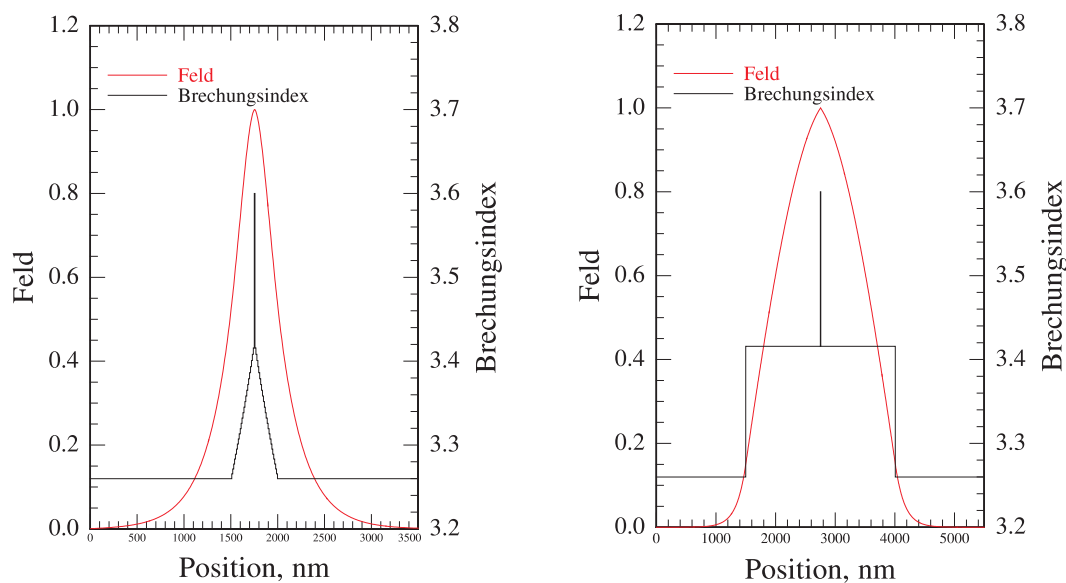 1.2
1.0
0.8
0.6
0.4
0.2
0.0
Feld
Feld
Brechungsindex
3.8
3.7
3.6
3.5
3.4
3.3
3.2
Brechungsindex
0 500 1000 1500 2000 2500 3000 3500
Position, nm
1.2
1.0
0.8
0.6
0.4
0.2
0.0
Feld
Feld
Brechungsindex
3.8
3.7
3.6
3.5
3.4
3.3
3.2
Brechungsindex
0 1000 2000 3000 4000 5000
Position, nm